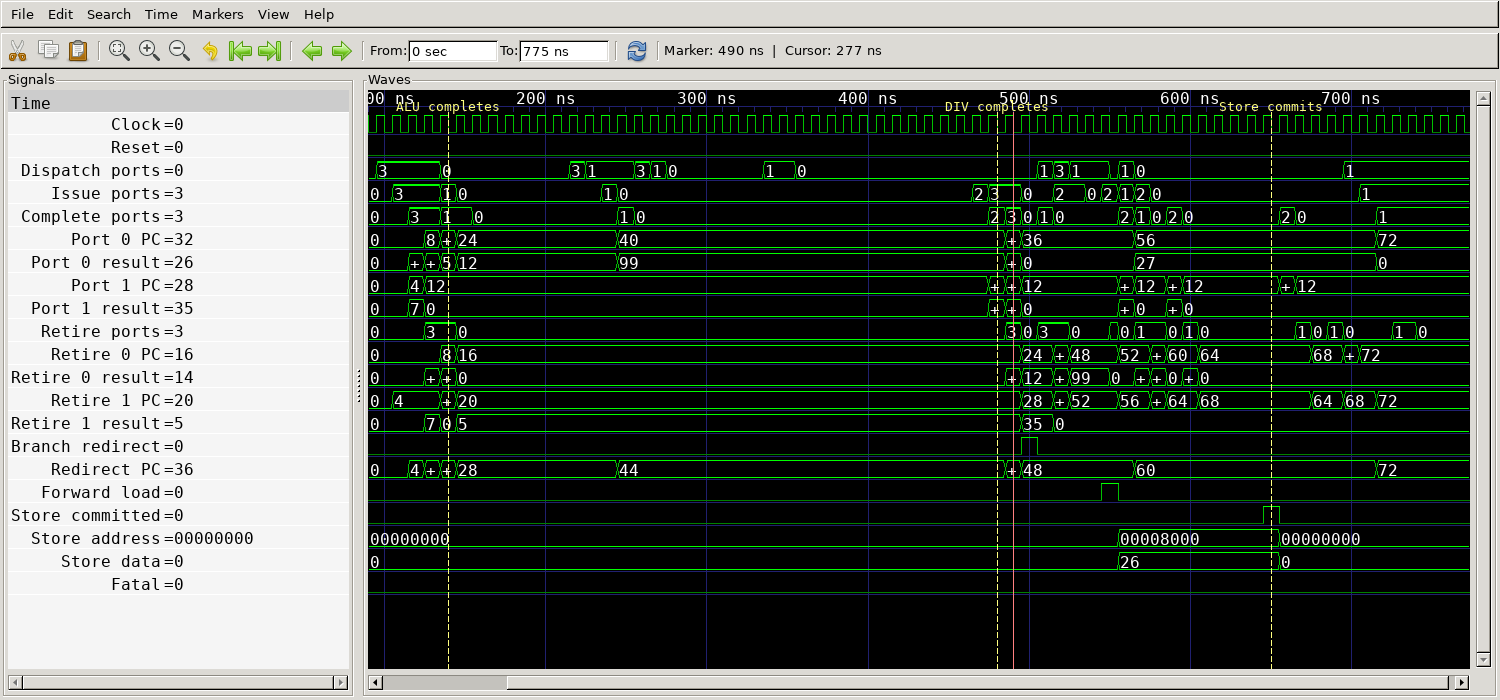 File Edit Search Time Markers View Help
From: 0 sec To: 775 ns Marker: 490 ns | Cursor: 277 ns
Signals Waves
Time 00 ns 200 ns 300 ns 400 ns 500 ns 600 ns 700 ns
ALU completes DIV completes Store commits
Clock=0
Reset=0
Dispatch ports=0 3 0 3 1 3 1 0 1 0 1 3 1 1 0 1
Issue ports=3 0 3 1 0 1 0 2 3 0 2 0 2 1 2 0 1
Complete ports=3 0 3 1 0 1 0 2 3 0 1 0 2 1 0 2 0 2 0 1
Port 0 PC=32 0 8 + 24 40 + 36 56 72
Port 0 result=26 0 + + 5 12 99 + 0 27 0
Port 1 PC=28 0 4 12 + + 12 + 12 + 12 + 12
Port 1 result=35 0 7 0 + + 0 + 0 + 0
Retire ports=3 3 0 3 0 3 0 0 1 0 1 0 1 0 1 0 1 0
Retire 0 PC=16 0 8 16 24 + 48 52 + 60 64 68 + 72
Retire 0 result=14 0 + + 0 + 12 + 99 0 + + 0 + 0
Retire 1 PC=20 0 4 + 20 28 + 52 56 + 64 68 64 68 72
Retire 1 result=5 0 7 0 5 35 0
Branch redirect=0
Redirect PC=36 0 4 + + 28 44 + 48 60 72
Forward load=0
Store committed=0
Store address=00000000 00000000 00008000 00000000
Store data=0 0 26 0
Fatal=0